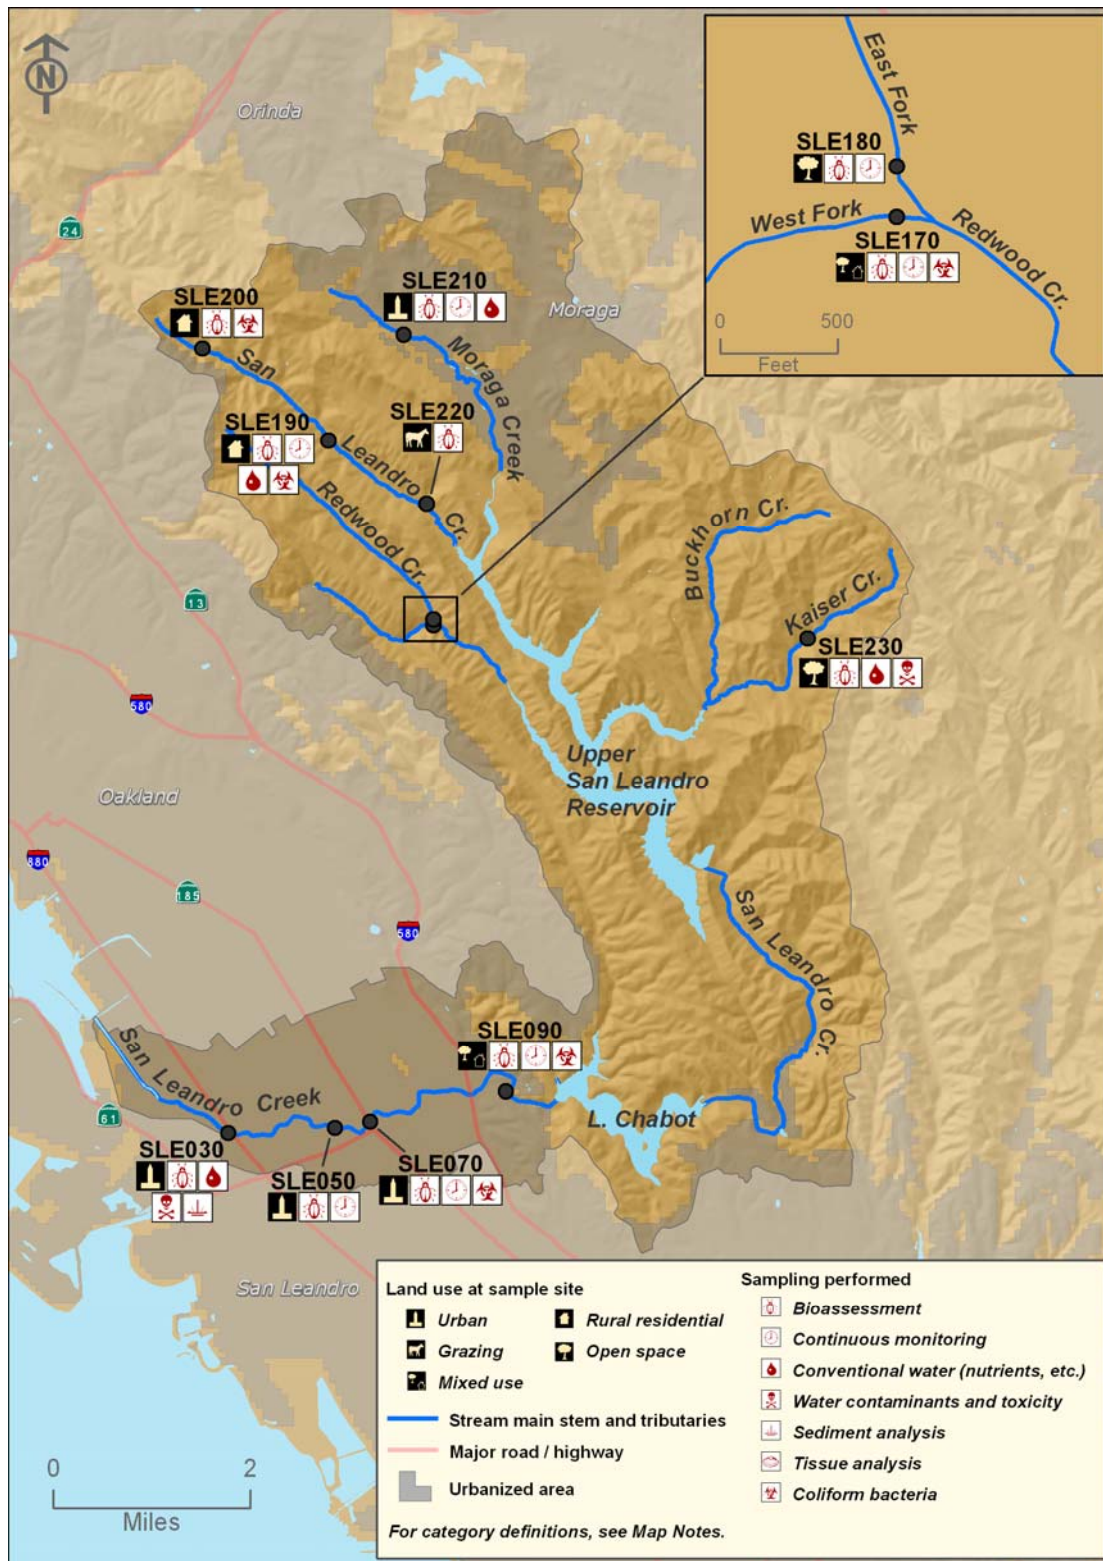 N
Orinda
24
SLE200
SLE210
Moraga
San
Leandro
Cr.
Moraga Creek
SLE190
SLE220
Redwood Cr.
13
580
Buckhorn Cr.
Kaiser Cr.
SLE230
Oakland
880
185
580
Upper
San Leandro
Reservoir
San Leandro Cr.
SLE090
San Leandro Creek
L. Chabot
61
SLE030
SLE050
SLE070
San Leandro
East Fork
SLE180
West Fork
SLE170
Redwood Cr.
0 500
Feet
Land use at sample site
Urban
Rural residential
Grazing
Open space
Mixed use
Stream main stem and tributaries
Major road / highway
Urbanized area
Sampling performed
Bioassessment
Continuous monitoring
Conventional water (nutrients, etc.)
Water contaminants and toxicity
Sediment analysis
Tissue analysis
Coliform bacteria
For category definitions, see Map Notes.
0 2
Miles